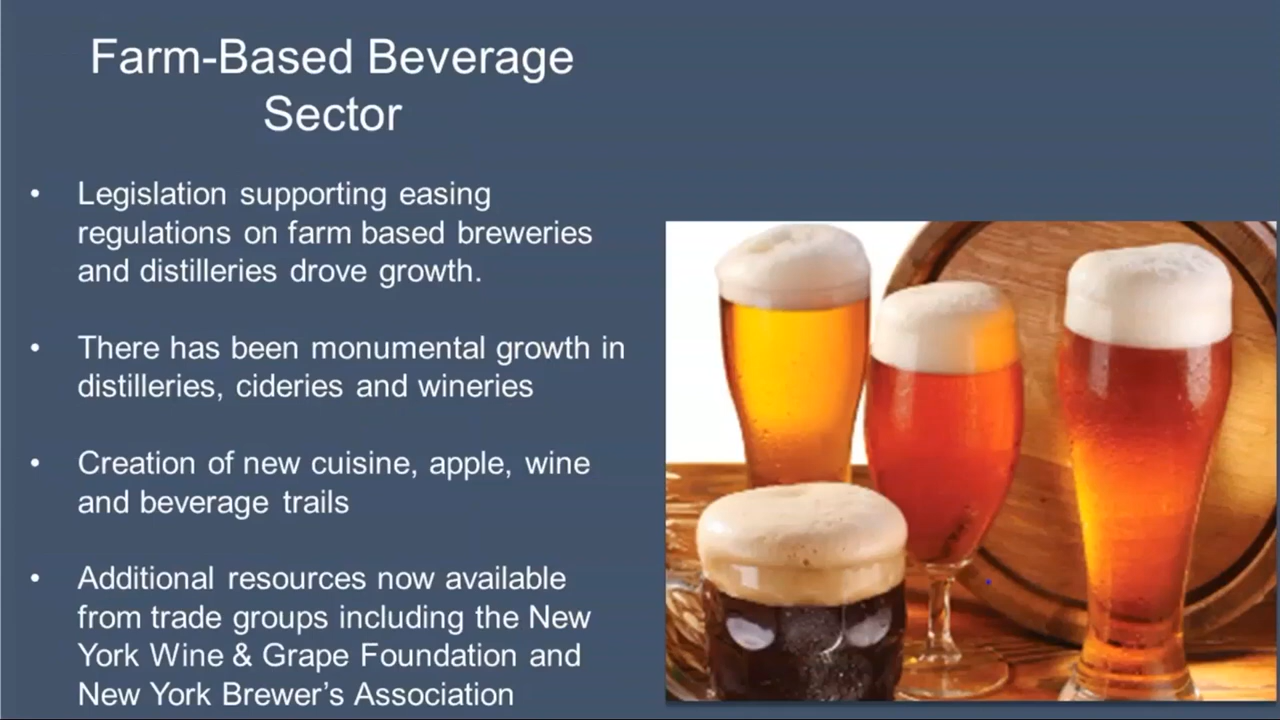 Farm-Based Beverage
Sector
• Legislation supporting easing
regulations on farm based breweries
and distilleries drove growth.
• There has been monumental growth in
distilleries, cideries and wineries
• Creation of new cuisine, apple, wine
and beverage trails
• Additional resources now available
from trade groups including the New
York Wine & Grape Foundation and
New York Brewer’s Association